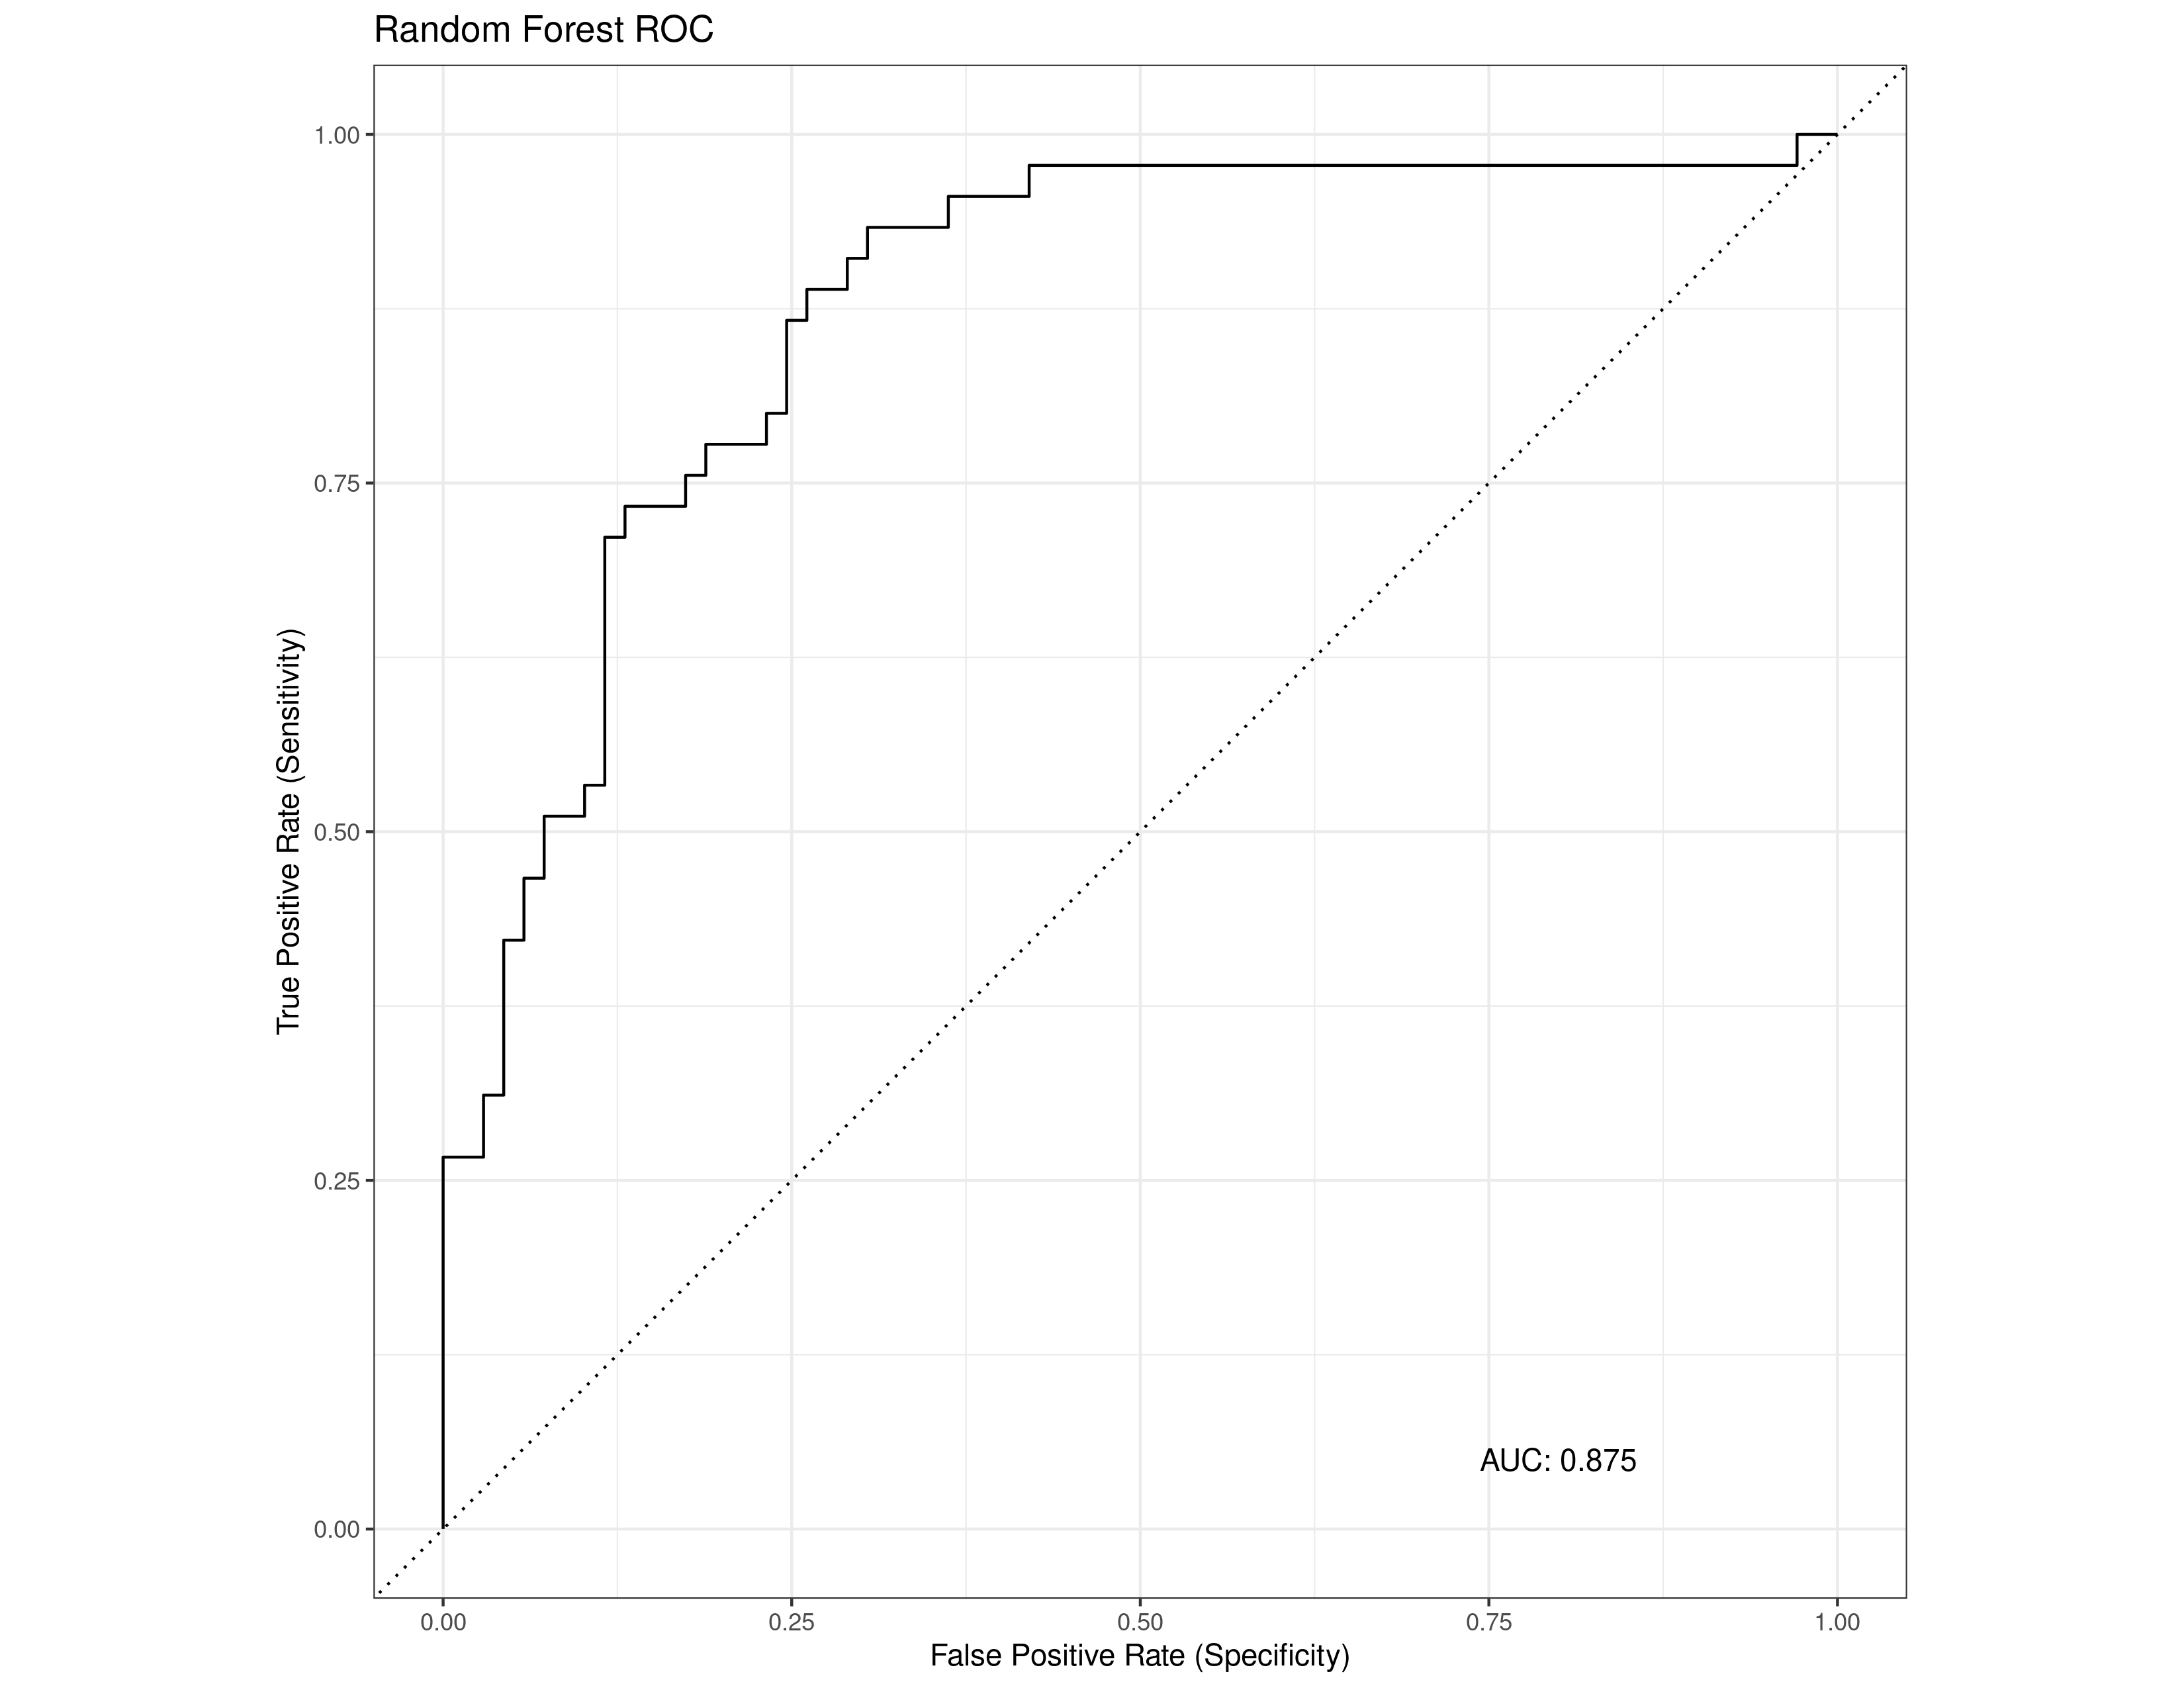 Random Forest ROC
1.00
0.75
0.50
0.25
0.00
True Positive Rate (Sensitivity)
AUC: 0.875
0.00 0.25 0.50 0.75 1.00
False Positive Rate (Specificity)